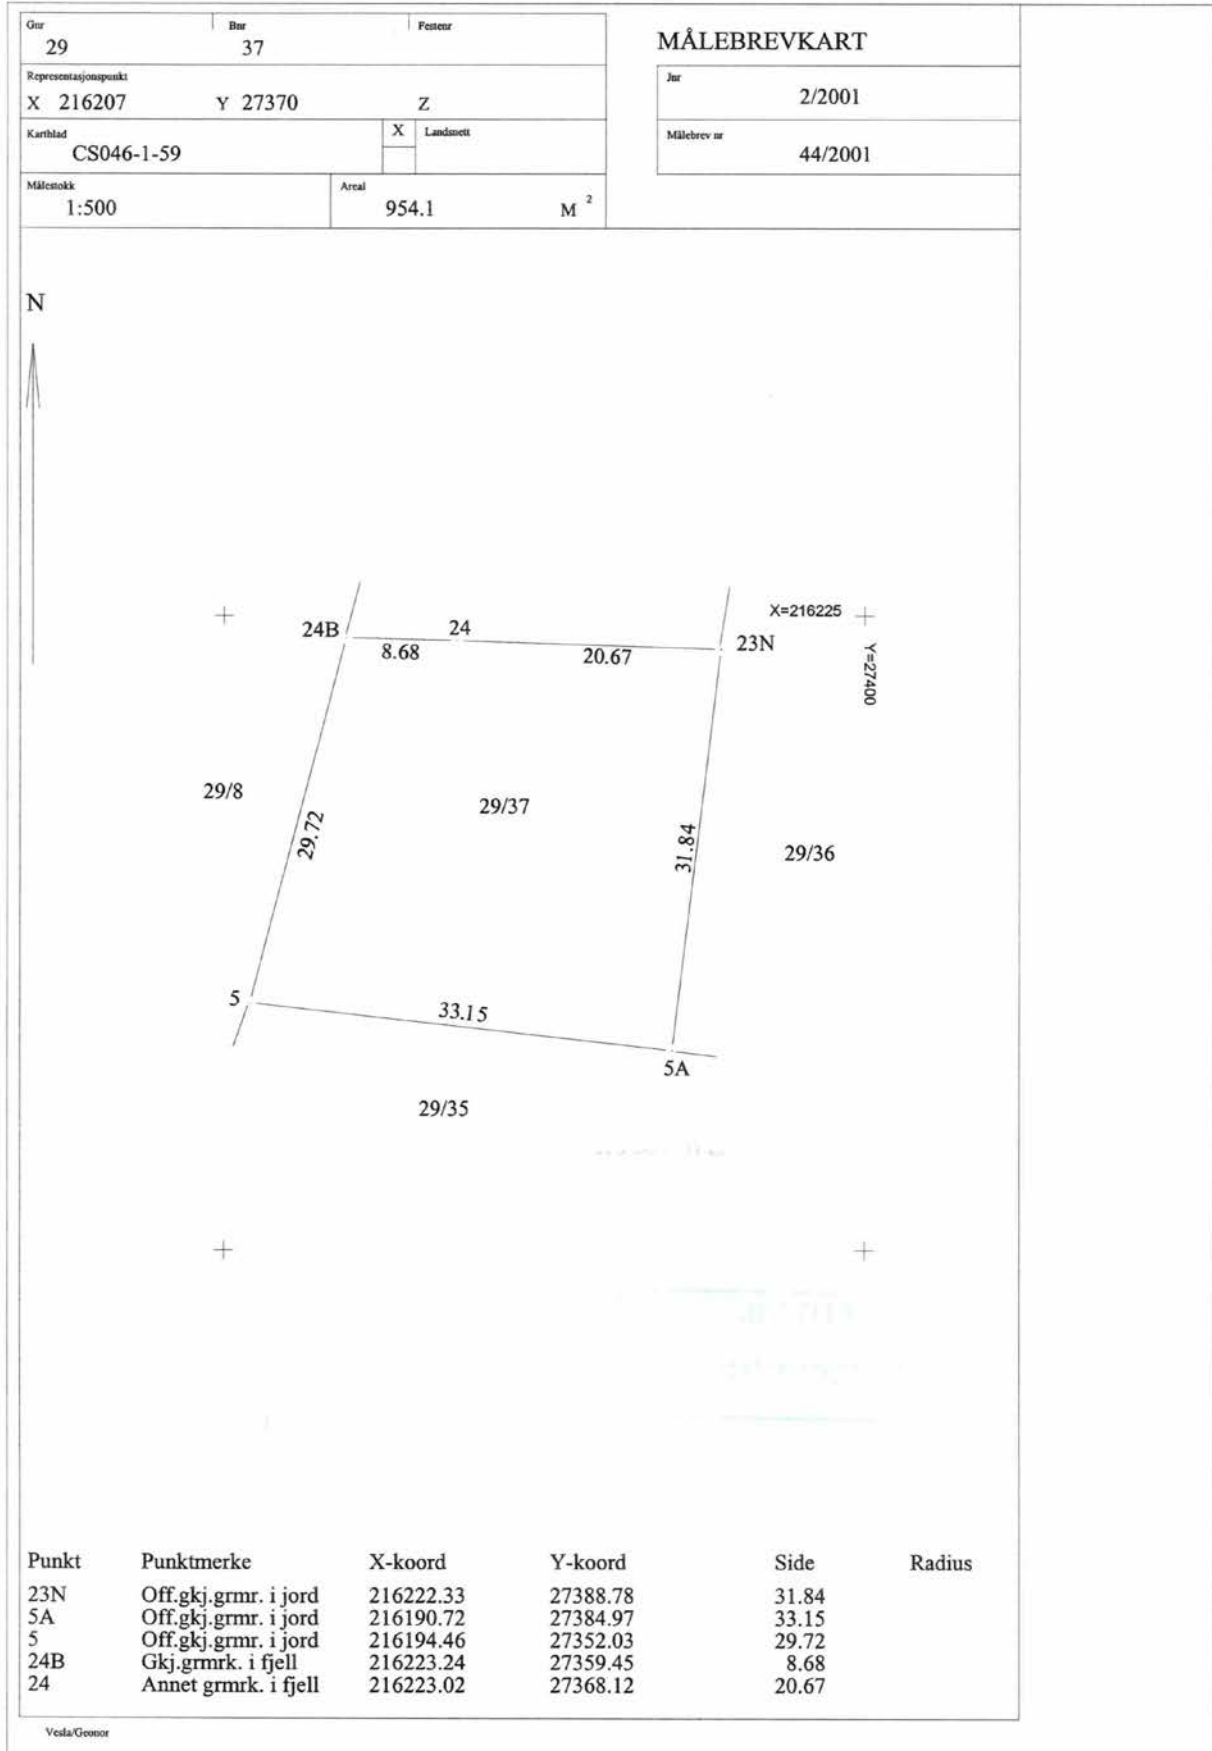 Gnr Bnr Festenr
29 37
MÅLEBREVKART
Representasjonspunkt
X 216207 Y 27370 Z
Jnr
2/2001
Kartblad X Landsnett
CS046-1-59
Målebrev nr
44/2001
Målestokk Areal
1:500 954.1 M 2
N
X=216225
Y=27400
24B 24 23N
8.68 20.67
29/8 29/37
29.72 31.84 29/36
5 33.15
5A
29/35
Punkt Punktmerke X-koord Y-koord Side Radius
23N Off.gkj.grmr. i jord 216222.33 27388.78 31.84
5A Off.gkj.grmr. i jord 216190.72 27384.97 33.15
5 Off.gkj.grmr. i jord 216194.46 27352.03 29.72
24B Gkj.grmrk. i fjell 216223.24 27359.45 8.68
24 Annet grmrk. i fjell 216223.02 27368.12 20.67
Vesla/Geonor